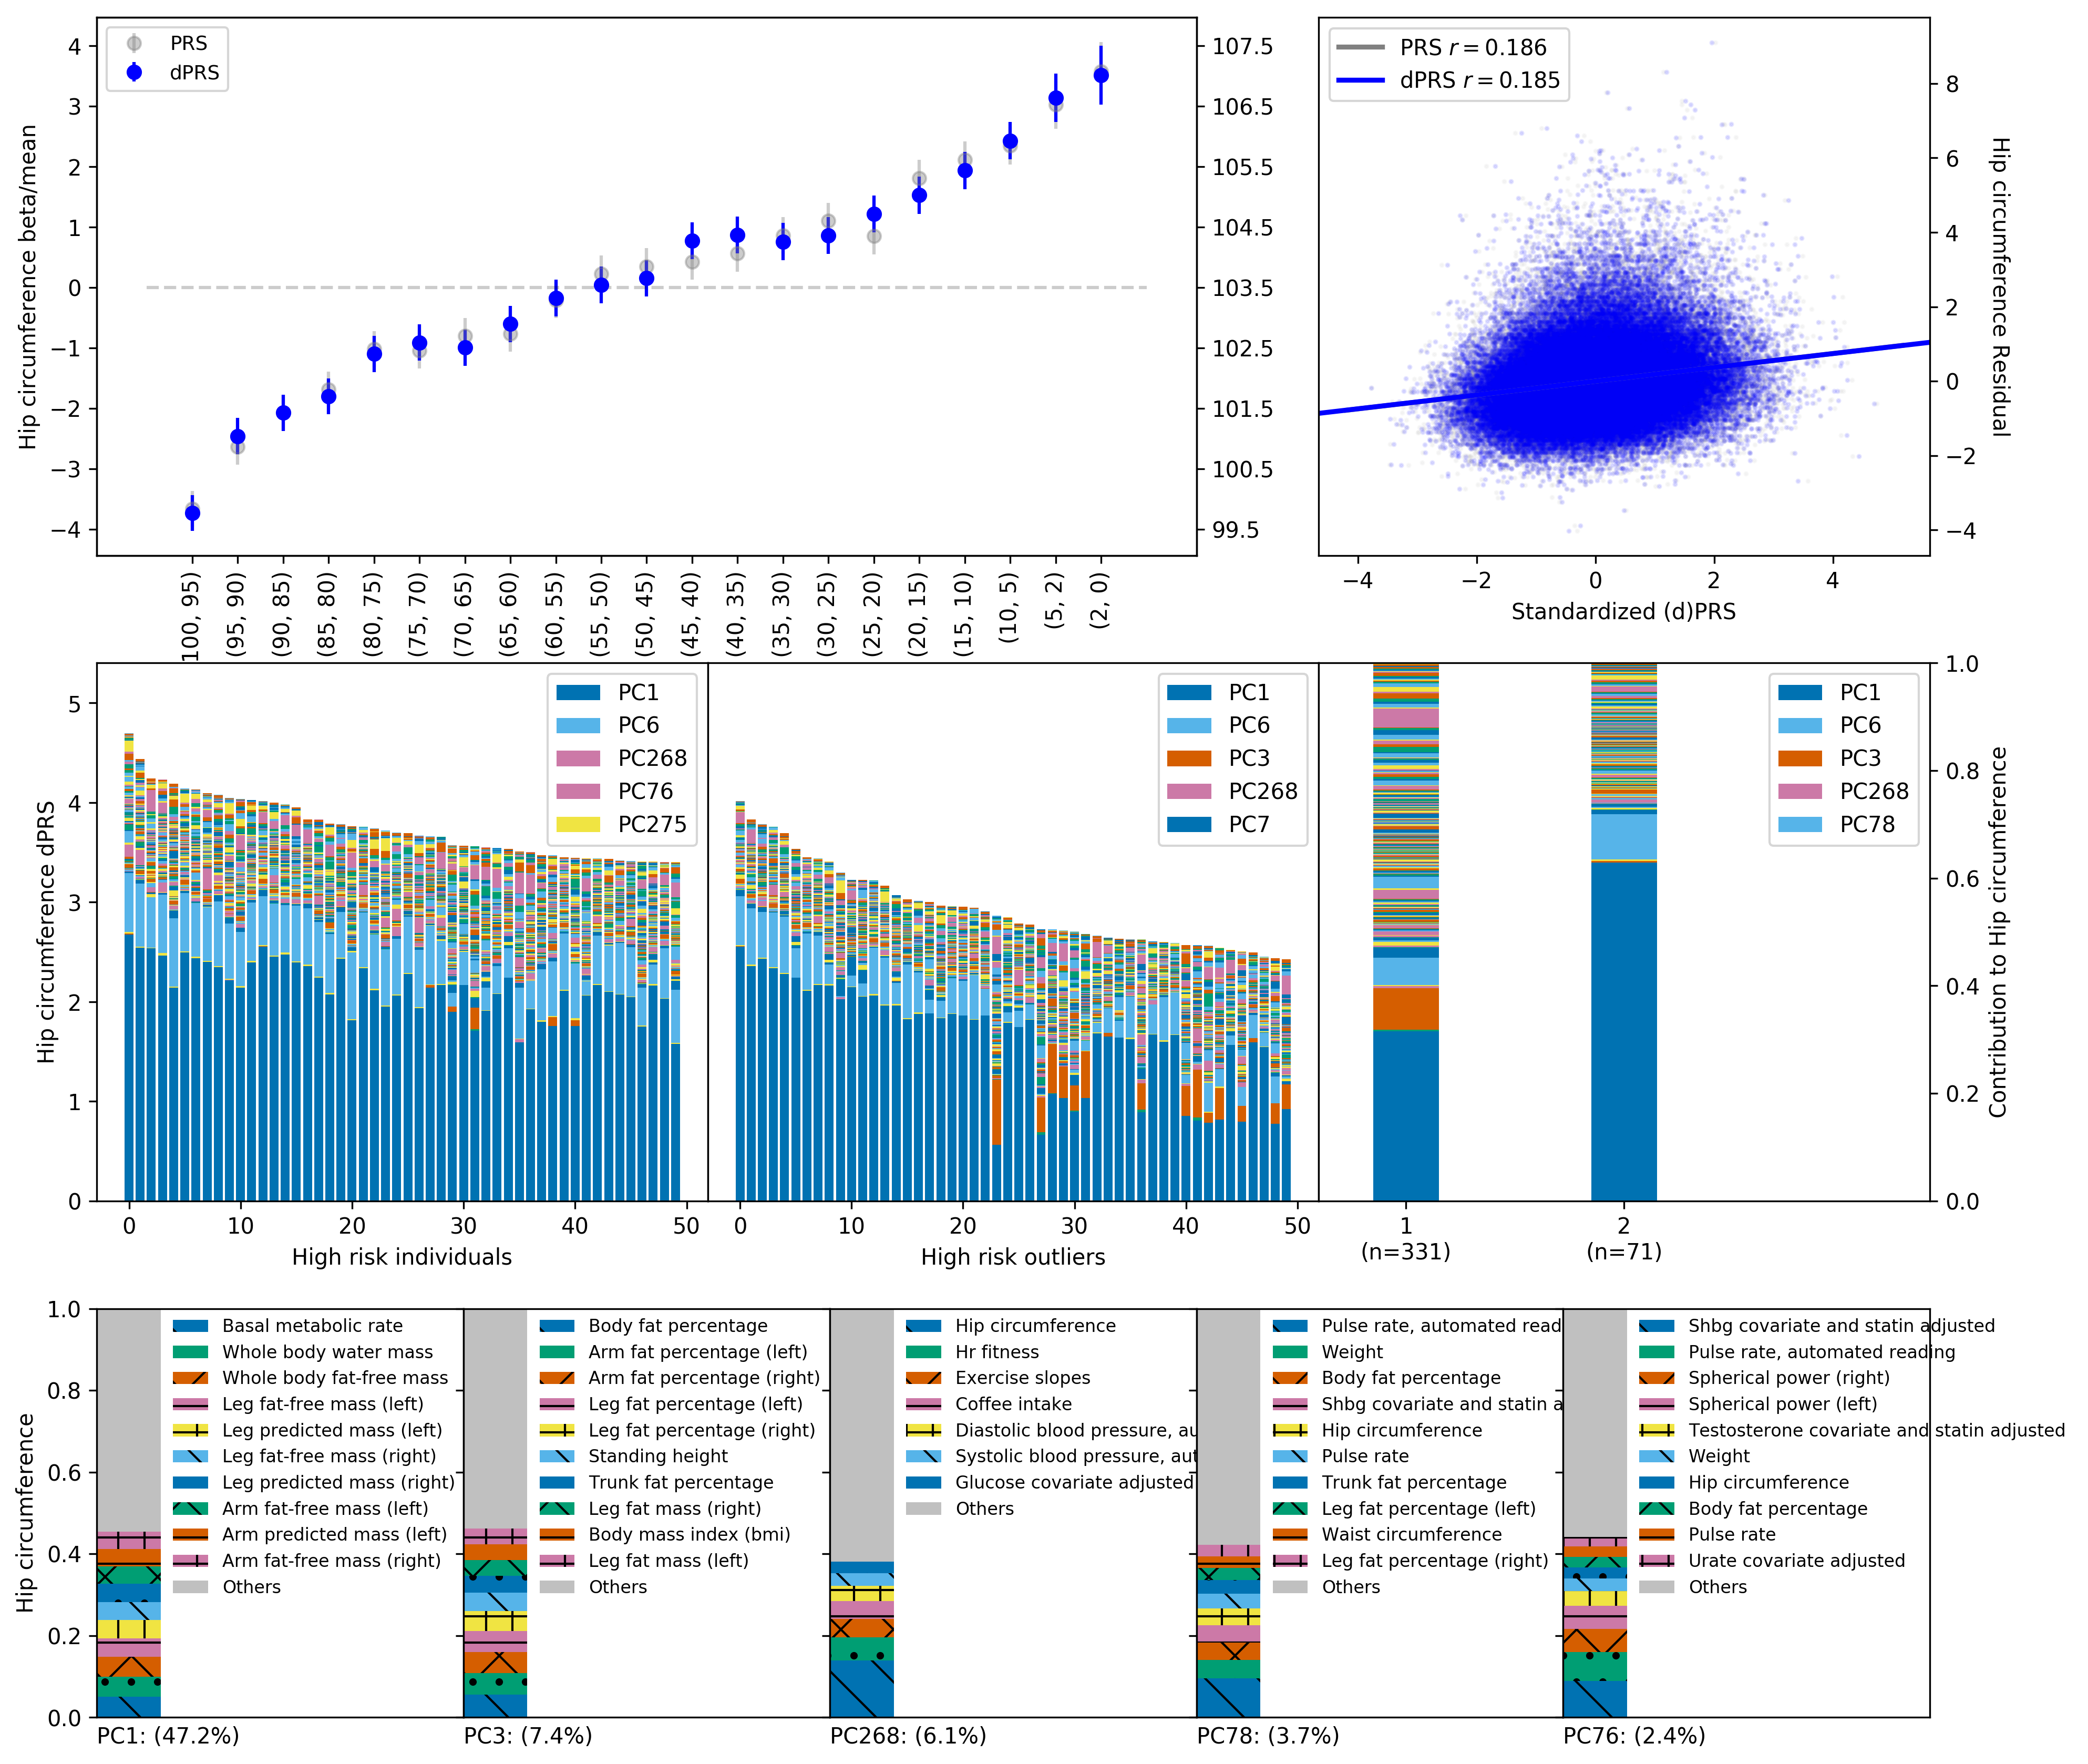 PRS
dPRS
Hip circumference beta/mean
4
3
2
1
0
−1
−2
−3
−4
107.5
106.5
105.5
104.5
103.5
102.5
101.5
100.5
99.5
100, 95)
(95, 90)
(90, 85)
(85, 80)
(80, 75)
(75, 70)
(70, 65)
(65, 60)
(60, 55)
(55, 50)
(50, 45)
(45, 40)
(40, 35)
(35, 30)
(30, 25)
(25, 20)
(20, 15)
(15, 10)
(10, 5)
(5, 2)
(2, 0)
PRS r = 0.186
dPRS r = 0.185
8
6
4
2
0
−2
−4
Hip circumference Residual
−4
−2
0
2
4
Standardized (d)PRS
Hip circumference dPRS
5
4
3
2
1
0
PC1
PC6
PC268
PC76
PC275
0
10
20
30
40
50
High risk individuals
PC1
PC6
PC3
PC268
PC7
0
10
20
30
40
50
High risk outliers
PC1
PC6
PC3
PC268
PC78
1
(n=331)
2
(n=71)
1.0
0.8
0.6
0.4
0.2
0.0
Contribution to Hip circumference
Hip circumference
1.0
0.8
0.6
0.4
0.2
0.0
Basal metabolic rate
Whole body water mass
Whole body fat-free mass
Leg fat-free mass (left)
Leg predicted mass (left)
Leg fat-free mass (right)
Leg predicted mass (right)
Arm fat-free mass (left)
Arm predicted mass (left)
Arm fat-free mass (right)
Others
PC1: (47.2%)
Body fat percentage
Arm fat percentage (left)
Arm fat percentage (right)
Leg fat percentage (left)
Leg fat percentage (right)
Standing height
Trunk fat percentage
Leg fat mass (right)
Body mass index (bmi)
Leg fat mass (left)
Others
PC3: (7.4%)
Hip circumference
Hr fitness
Exercise slopes
Coffee intake
Diastolic blood pressure, au
Systolic blood pressure, aut
Glucose covariate adjusted
Others
PC268: (6.1%)
Pulse rate, automated read
Weight
Body fat percentage
Shbg covariate and statin a
Hip circumference
Pulse rate
Trunk fat percentage
Leg fat percentage (left)
Waist circumference
Leg fat percentage (right)
Others
PC78: (3.7%)
Shbg covariate and statin adjusted
Pulse rate, automated reading
Spherical power (right)
Spherical power (left)
Testosterone covariate and statin adjusted
Weight
Hip circumference
Body fat percentage
Pulse rate
Urate covariate adjusted
Others
PC76: (2.4%)